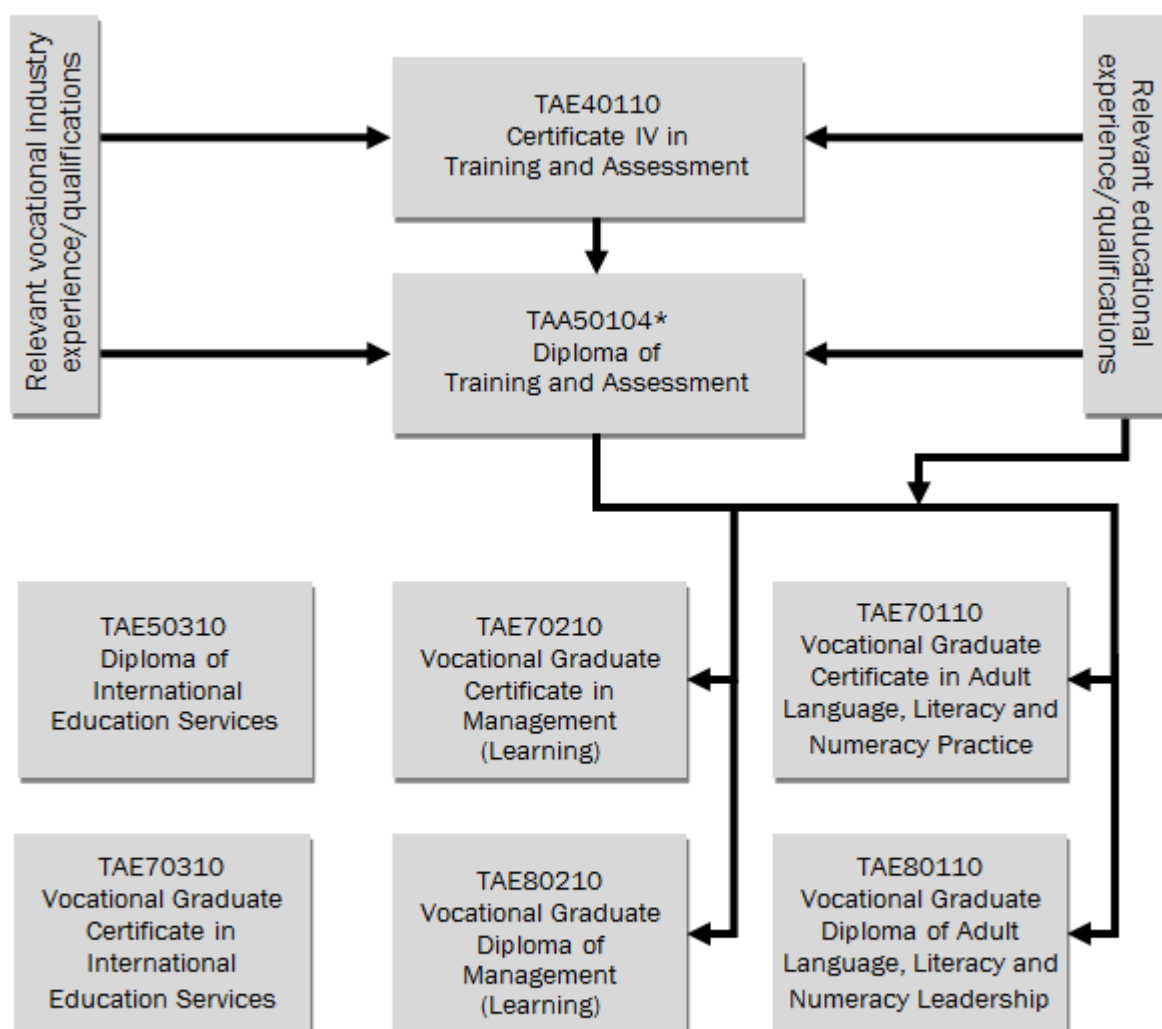 Relevant vocational industry
experience/qualifications
TAE40110
Certificate IV in
Training and Assessment
Relevant educational
experience/qualifications
TAA50104*
Diploma of
Training and Assessment
TAE50310
Diploma of
International
Education Services
TAE70210
Vocational Graduate
Certificate in
Management
(Learning)
TAE70110
Vocational Graduate
Certificate in Adult
Language, Literacy and
Numeracy Practice
TAE70310
Vocational Graduate
Certificate in
International
Education Services
TAE80210
Vocational Graduate
Diploma of
Management
(Learning)
TAE80110
Vocational Graduate
Diploma of Adult
Language, Literacy and
Numeracy Leadership